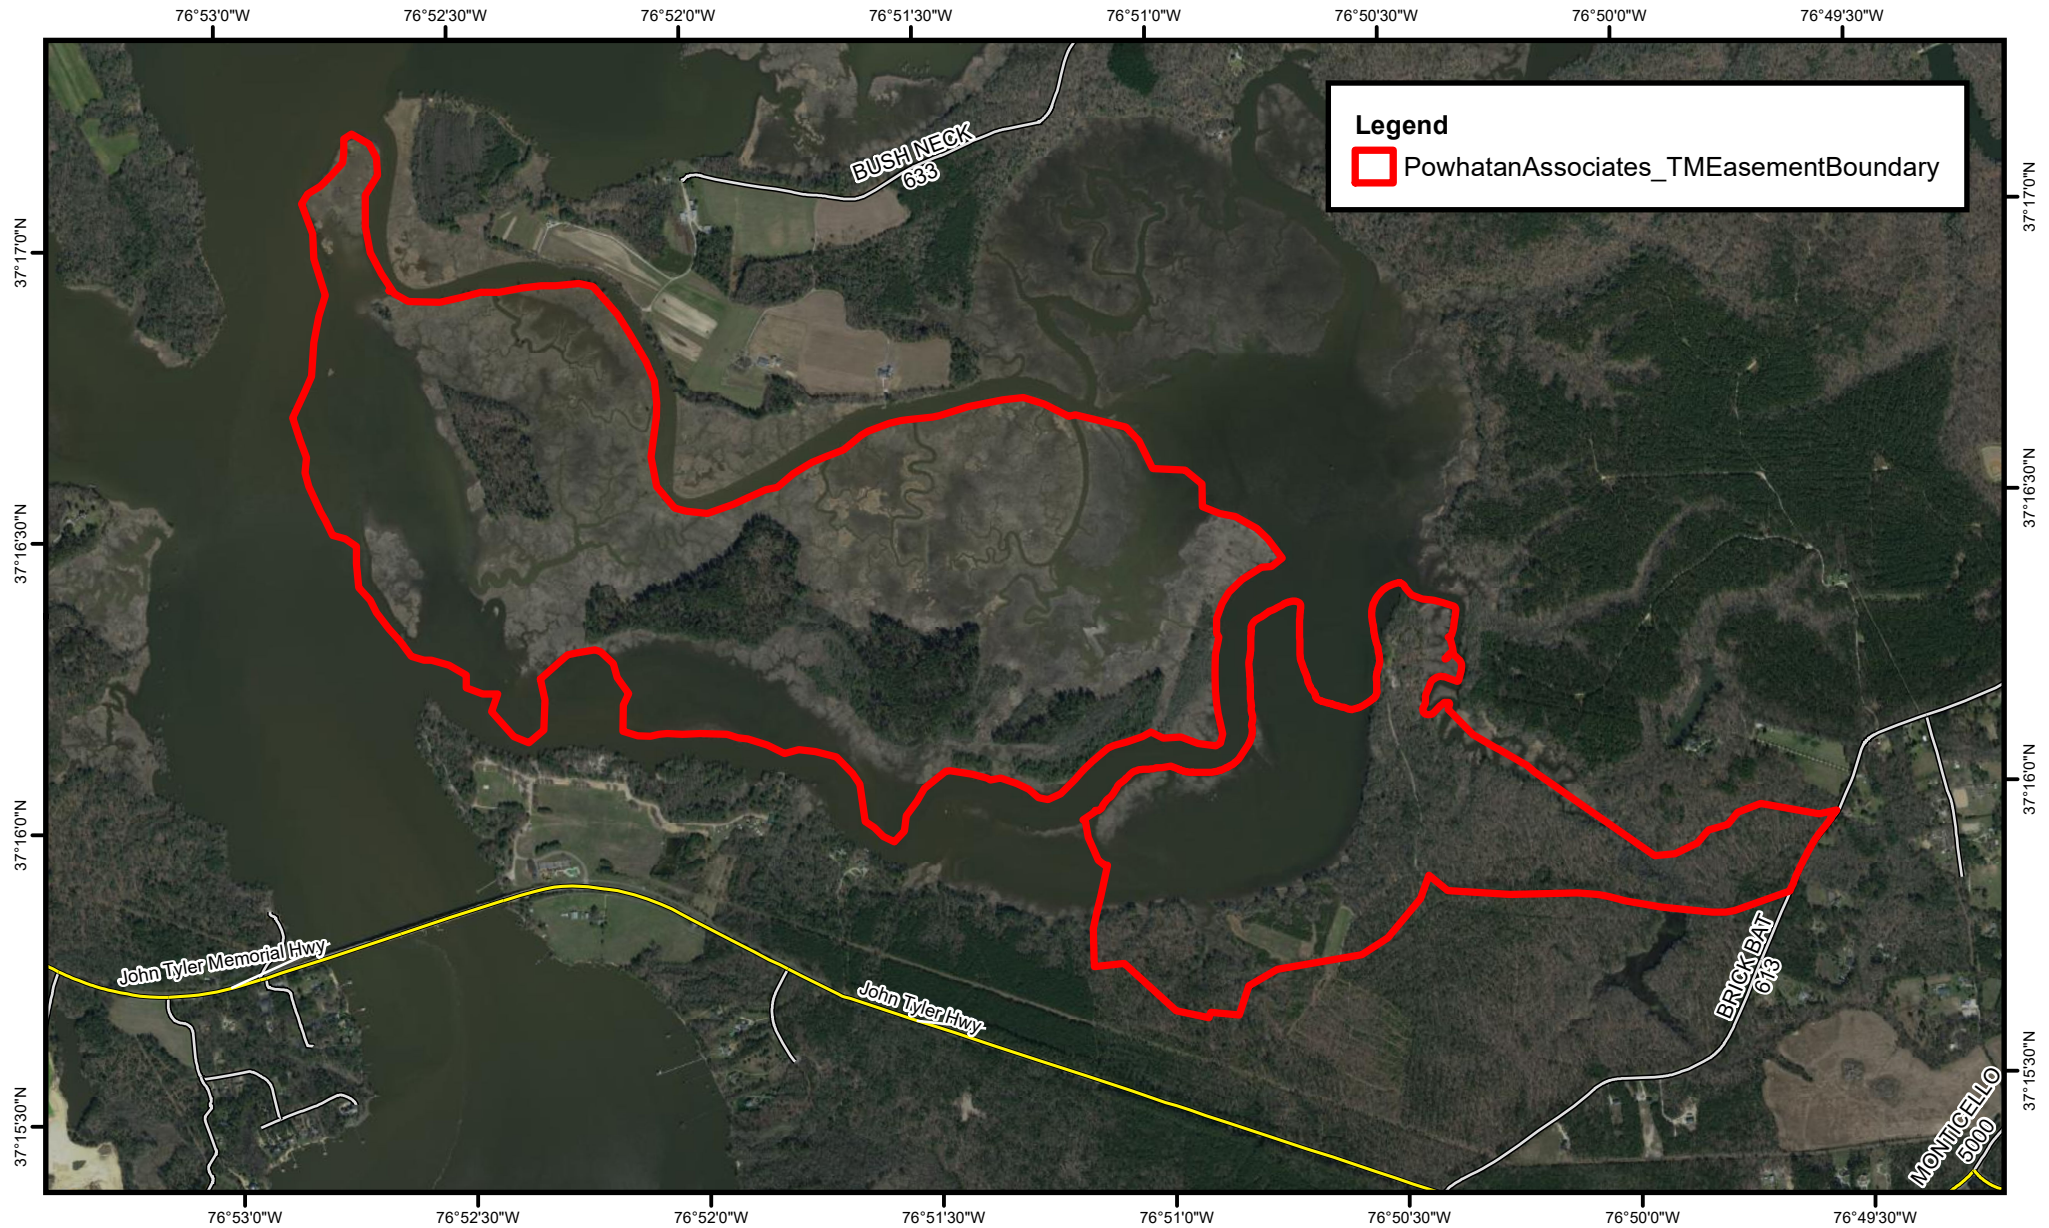 76°53'0"W 76°52'30"W 76°52'0"W 76°51'30"W 76°51'0"W 76°50'30"W 76°50'0"W 76°49'30"W
Legend
PowhatanAssociates_TMEasementBoundary
BUSH NECK
633
37°17'0"N
37°16'30"N
37°16'0"N
37°15'30"N
37°17'0"N
37°16'30"N
37°16'0"N
37°15'30"N
John Tyler Memorial Hwy
John Tyler Hwy
BRICKBAT
613
MONTICELLO
5000
76°53'0"W 76°52'30"W 76°52'0"W 76°51'30"W 76°51'0"W 76°50'30"W 76°50'0"W 76°49'30"W